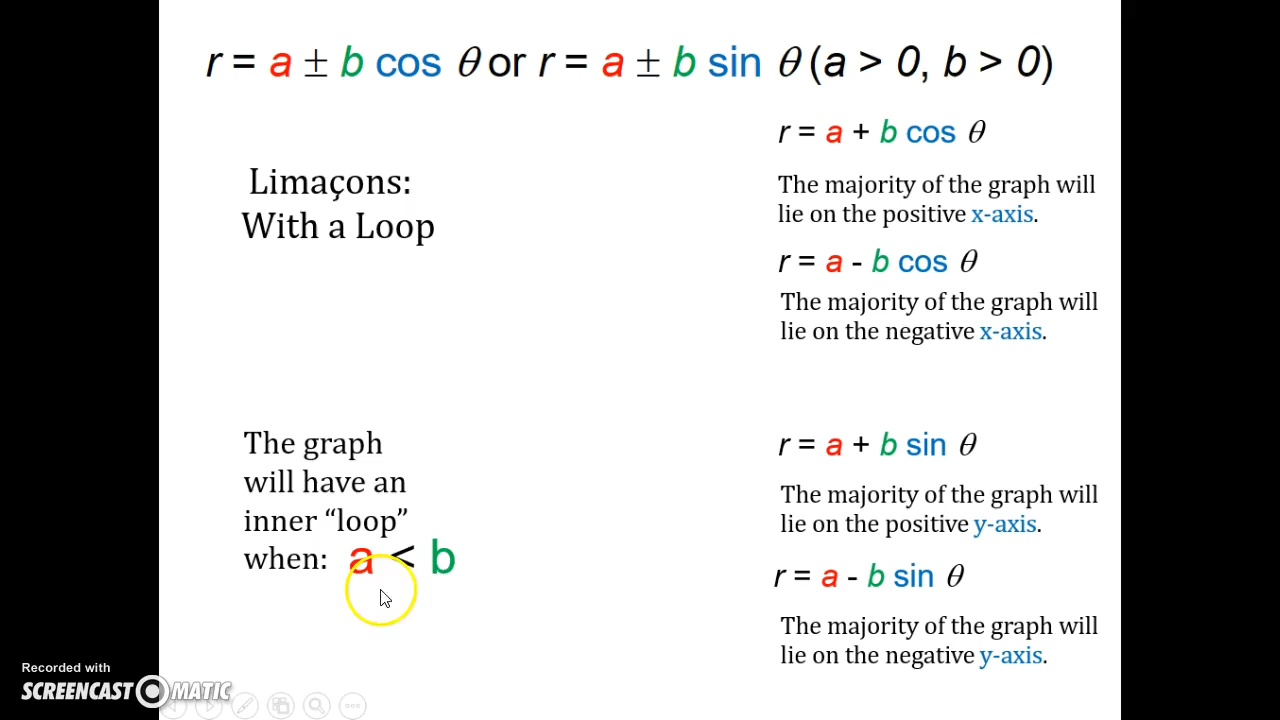 r = a ± b cos θ or r = a ± b sin θ (a > 0, b > 0)
Limaçons:
With a Loop
The graph
will have an
inner “loop”
when: a < b
r = a + b cos θ
The majority of the graph will
lie on the positive x-axis.
r = a - b cos θ
The majority of the graph will
lie on the negative x-axis.
r = a + b sin θ
The majority of the graph will
lie on the positive y-axis.
r = a - b sin θ
The majority of the graph will
lie on the negative y-axis.
Recorded with
SCREENCAST MATIC